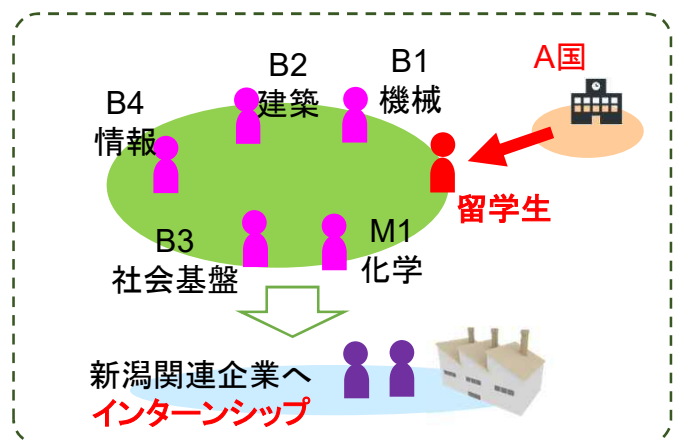 B1
機械
B2
建築
B4
情報
A国
留学生
B3
社会基盤
M1
化学
新潟関連企業へ
インターンシップ